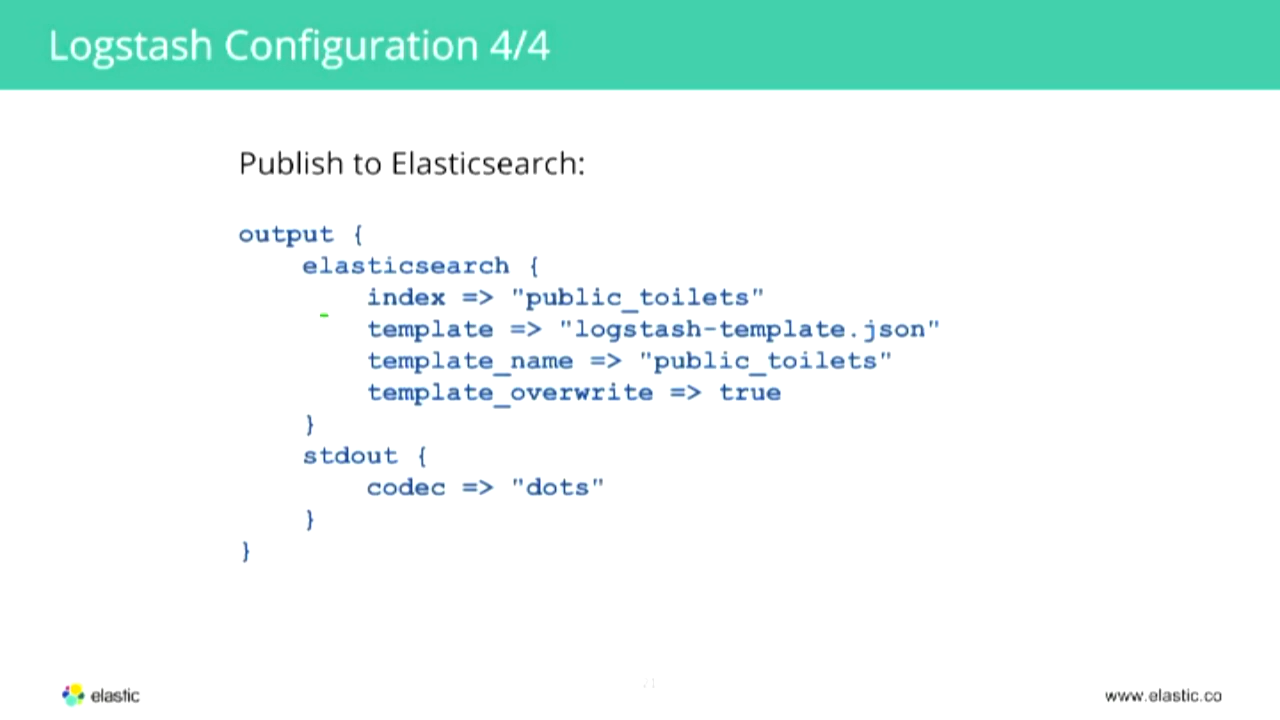 Logstash Configuration 4/4
Publish to Elasticsearch:
output {
elasticsearch {
index => "public_toilets"
template => "logstash-template.json"
template_name => "public_toilets"
template_overwrite => true
}
stdout {
codec => "dots"
}
}
elastic
21
www.elastic.co